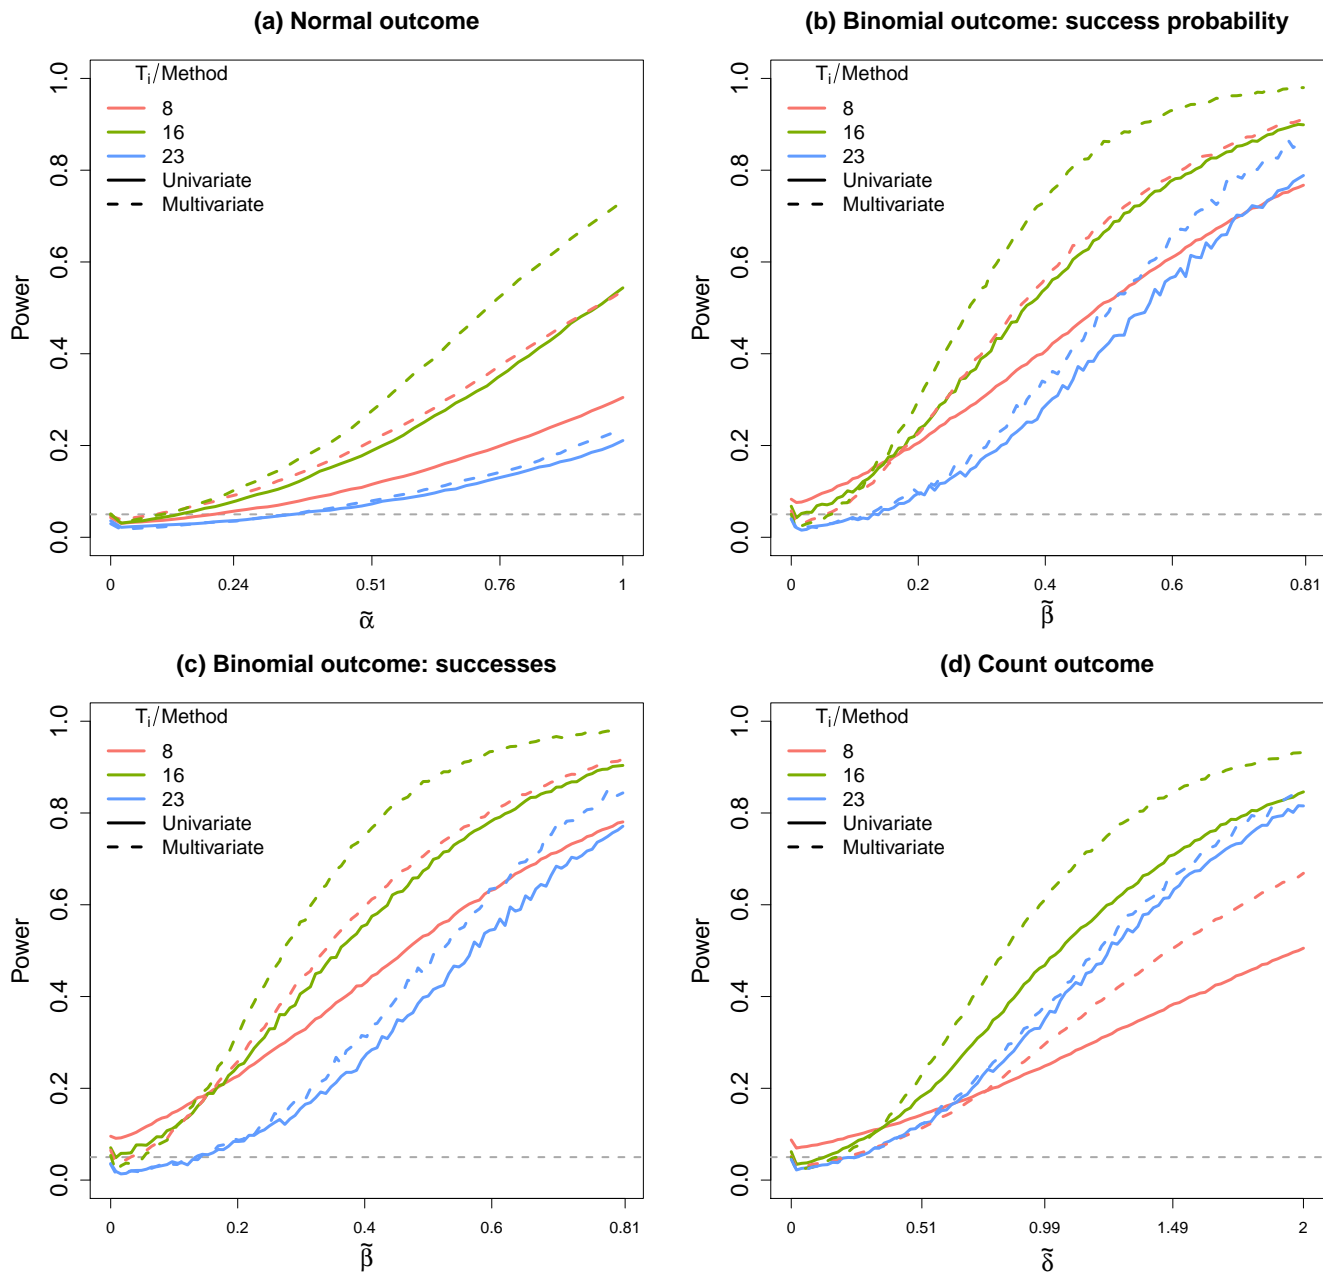 (a) Normal outcome
T_i/Method
8
16
23
Univariate
Multivariate
Power
0.0 0.2 0.4 0.6 0.8 1.0
0 0.24 0.51 0.76 1
α̃
(b) Binomial outcome: success probability
T_i/Method
8
16
23
Univariate
Multivariate
Power
0.0 0.2 0.4 0.6 0.8 1.0
0 0.2 0.4 0.6 0.81
β̃
(c) Binomial outcome: successes
T_i/Method
8
16
23
Univariate
Multivariate
Power
0.0 0.2 0.4 0.6 0.8 1.0
0 0.2 0.4 0.6 0.81
β̃
(d) Count outcome
T_i/Method
8
16
23
Univariate
Multivariate
Power
0.0 0.2 0.4 0.6 0.8 1.0
0 0.51 0.99 1.49 2
δ̃